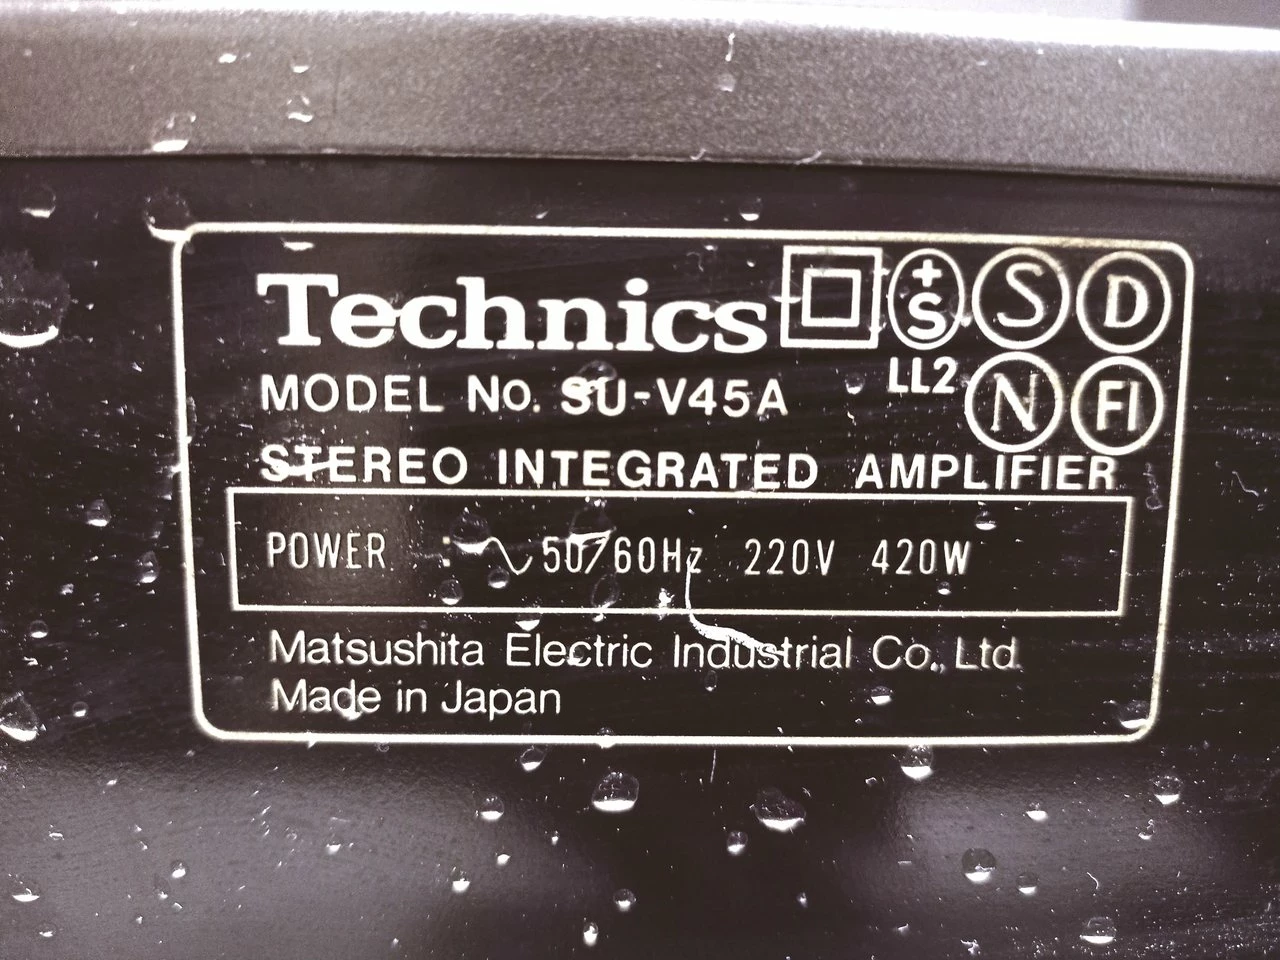 Technics +S S D
LL2 N FI
MODEL No. SU-V45A
STEREO INTEGRATED AMPLIFIER
POWER : ∿ 50/60Hz 220V 420W
Matsushita Electric Industrial Co., Ltd.
Made in Japan